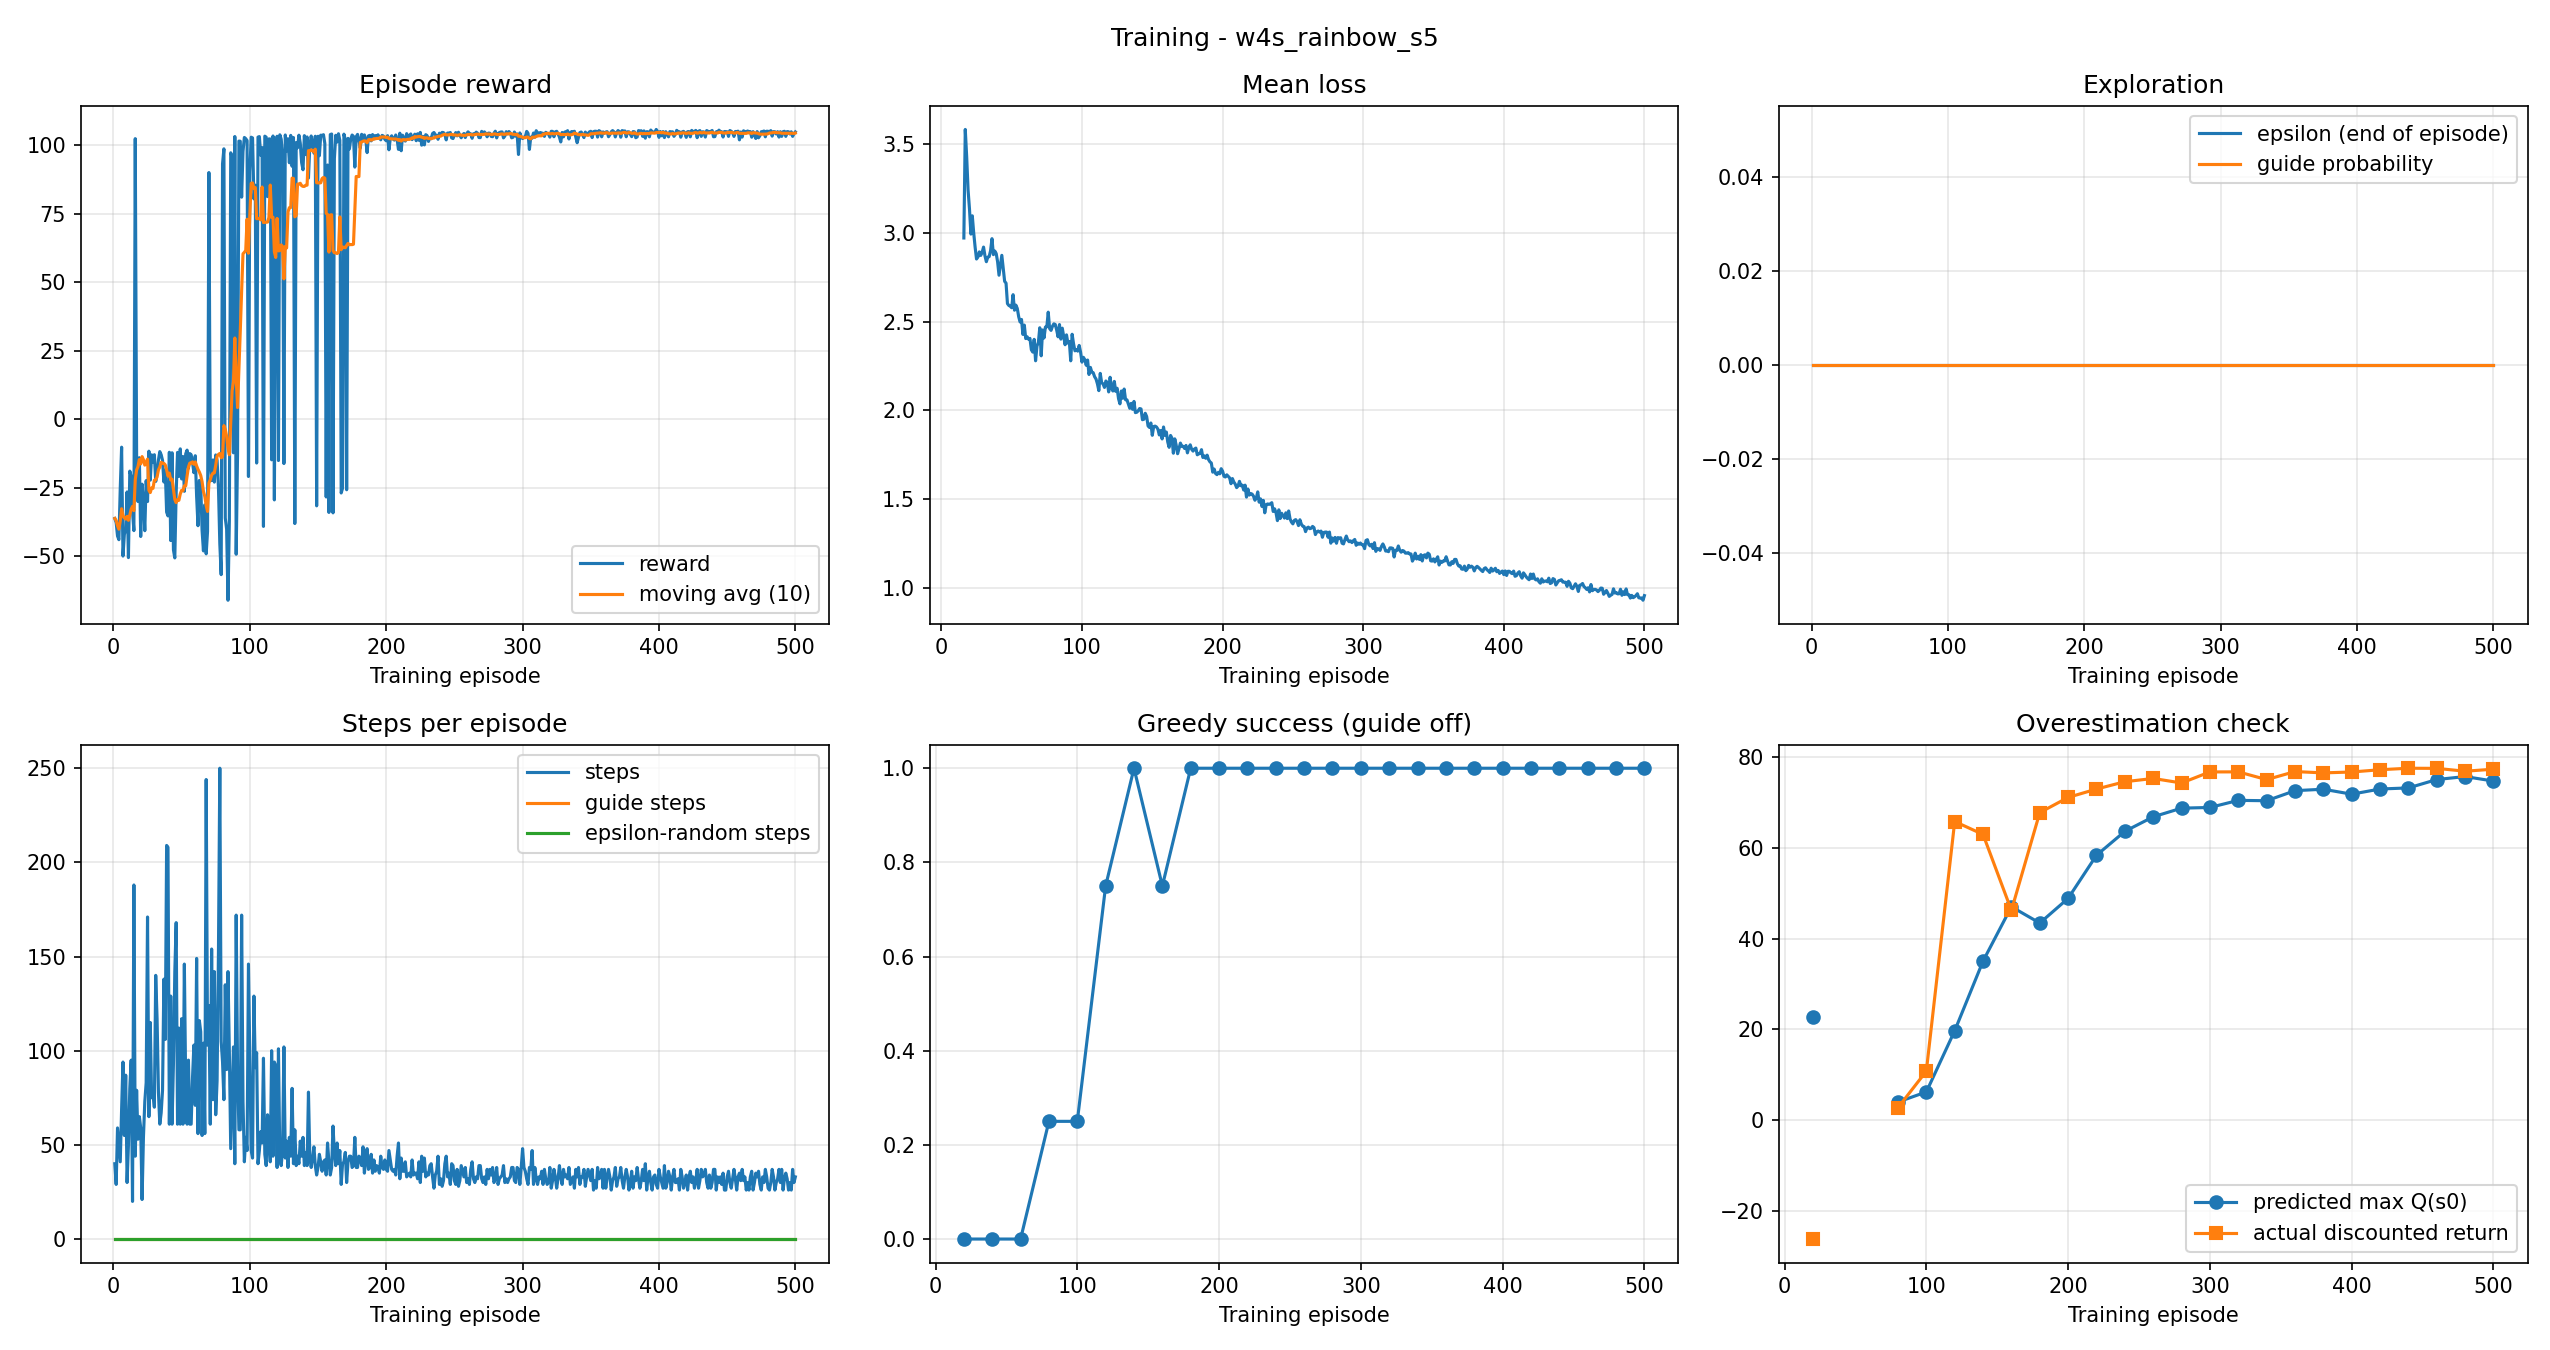 Training - w4s_rainbow_s5
Episode reward
100
75
50
25
0
−25
−50
reward
moving avg (10)
0 100 200 300 400 500
Training episode
Mean loss
3.5
3.0
2.5
2.0
1.5
1.0
0 100 200 300 400 500
Training episode
Exploration
0.04
0.02
0.00
−0.02
−0.04
epsilon (end of episode)
guide probability
0 100 200 300 400 500
Training episode
Steps per episode
250
200
150
100
50
0
steps
guide steps
epsilon-random steps
0 100 200 300 400 500
Training episode
Greedy success (guide off)
1.0
0.8
0.6
0.4
0.2
0.0
0 100 200 300 400 500
Training episode
Overestimation check
80
60
40
20
0
−20
predicted max Q(s0)
actual discounted return
0 100 200 300 400 500
Training episode